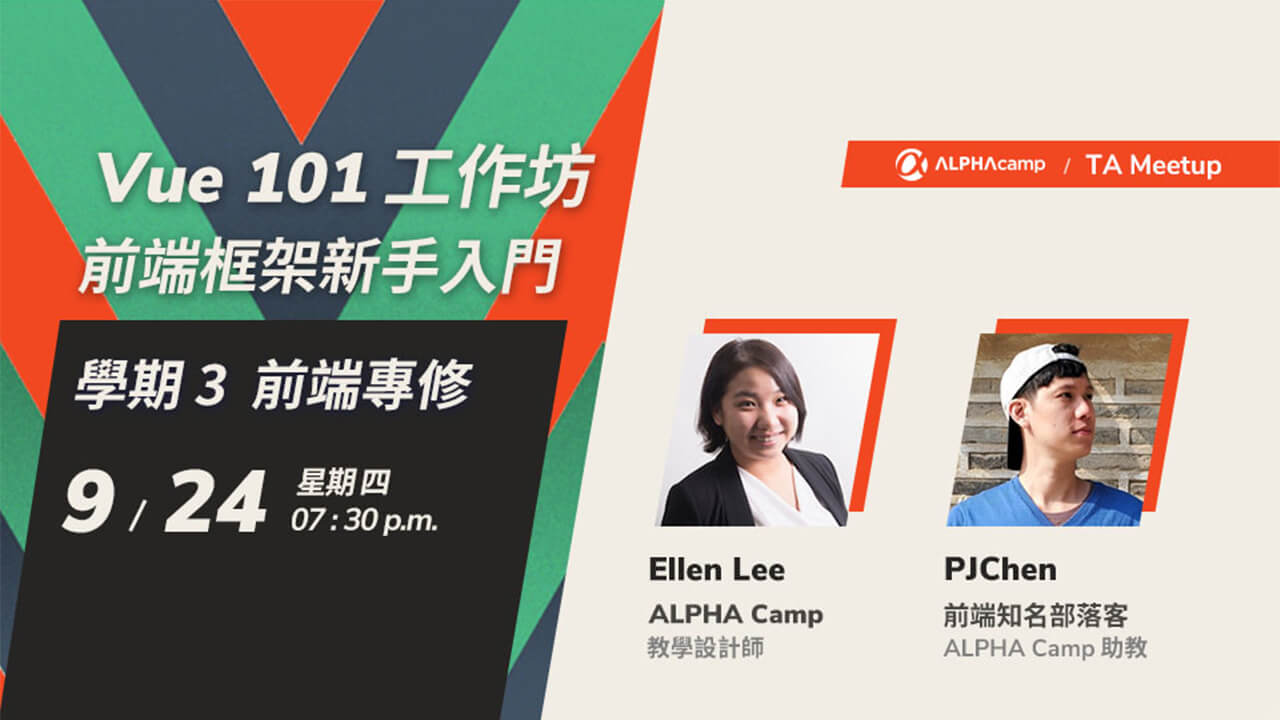 Vue 101 工作坊
前端框架新手入門
學期 3 前端專修
9 / 24 星期四
07 : 30 p.m.
ALPHAcamp / TA Meetup
Ellen Lee
ALPHA Camp
教學設計師
PJChen
前端知名部落客
ALPHA Camp 助教